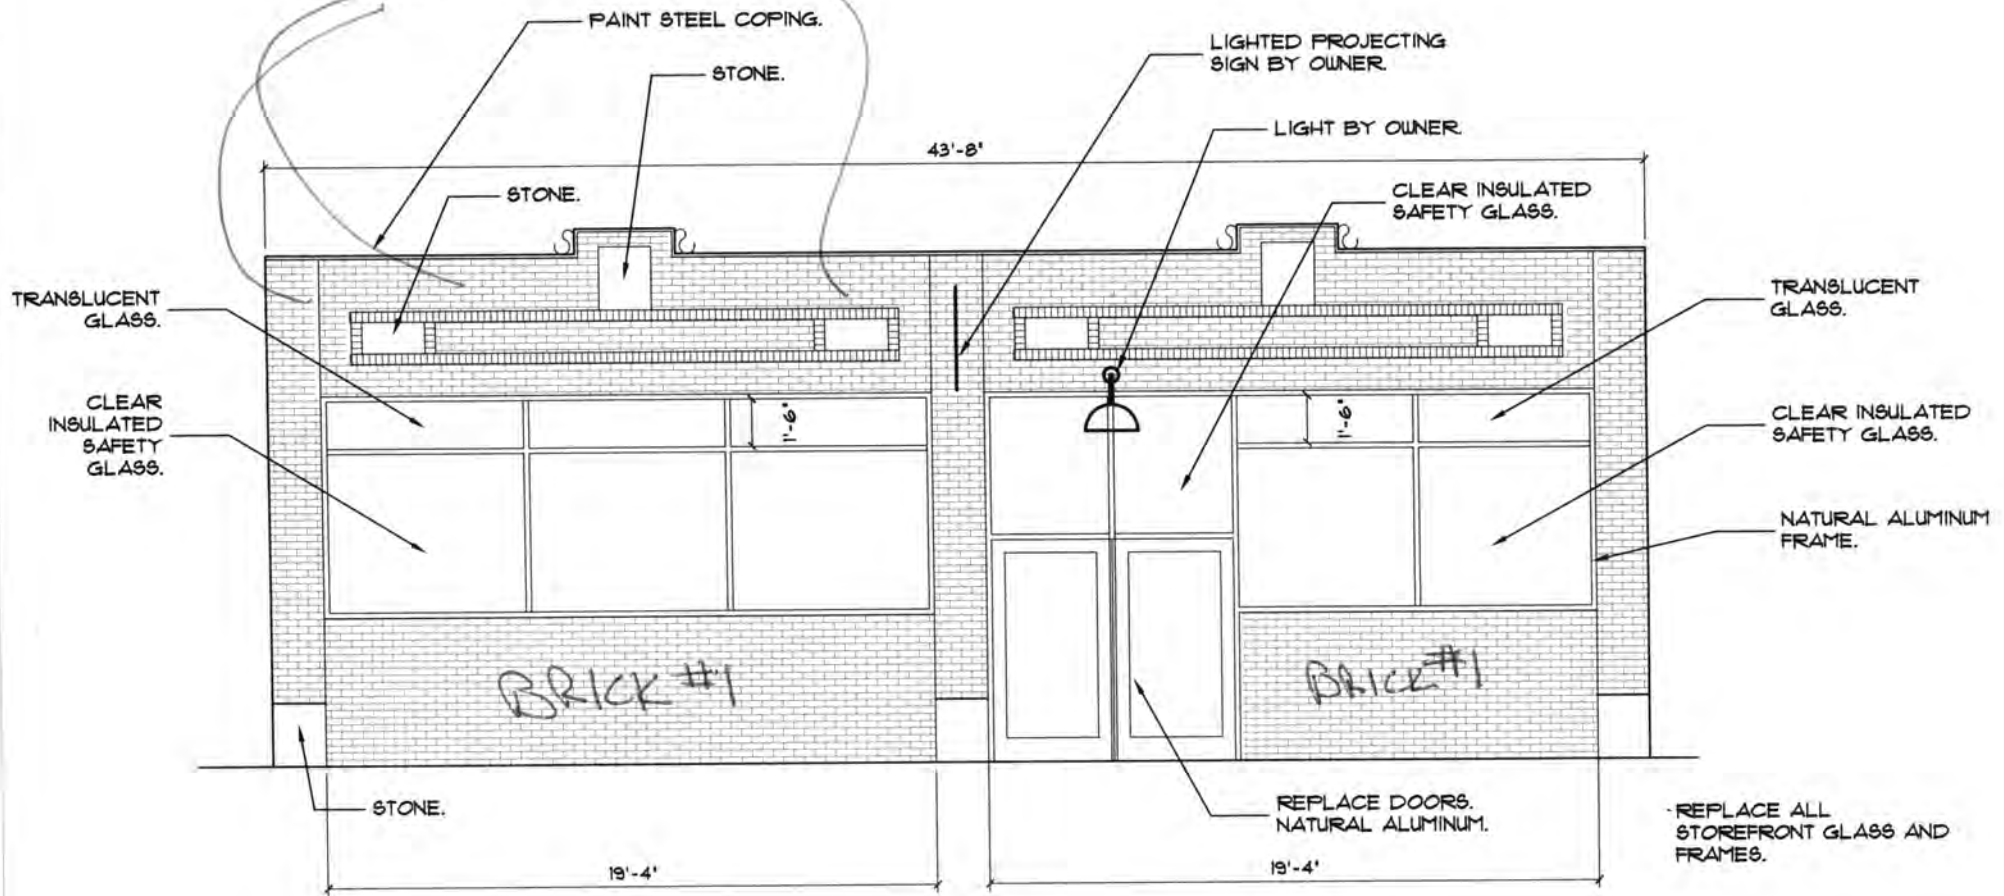 PAINT STEEL COPING.
STONE.
LIGHTED PROJECTING
SIGN BY OWNER.
LIGHT BY OWNER.
43'-8"
STONE.
CLEAR INSULATED
SAFETY GLASS.
TRANSLUCENT
GLASS.
TRANSLUCENT
GLASS.
CLEAR
INSULATED
SAFETY
GLASS.
1'-6"
1'-6"
CLEAR INSULATED
SAFETY GLASS.
NATURAL ALUMINUM
FRAME.
BRICK #1
BRICK #1
STONE.
REPLACE DOORS.
NATURAL ALUMINUM.
REPLACE ALL
STOREFRONT GLASS AND
FRAMES.
19'-4"
19'-4"